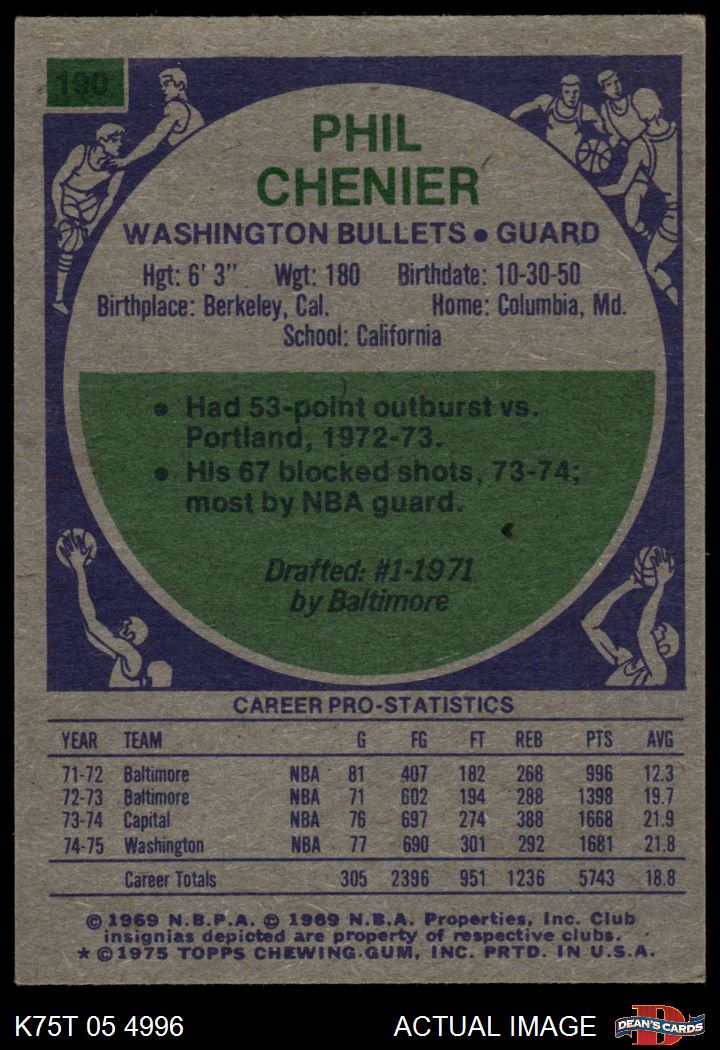 190
PHIL
CHENIER
WASHINGTON BULLETS • GUARD
Hgt: 6' 3" Wgt: 180 Birthdate: 10-30-50
Birthplace: Berkeley, Cal. Home: Columbia, Md.
School: California
• Had 53-point outburst vs.
Portland, 1972-73.
• His 67 blocked shots, 73-74;
most by NBA guard.
Drafted: #1-1971
by Baltimore
CAREER PRO-STATISTICS
YEAR TEAM G FG FT REB PTS AVG
71-72 Baltimore NBA 81 407 182 268 996 12.3
72-73 Baltimore NBA 71 602 194 288 1398 19.7
73-74 Capital NBA 76 697 274 388 1668 21.9
74-75 Washington NBA 77 690 301 292 1681 21.8
Career Totals 305 2396 951 1236 5743 18.8
© 1969 N.B.P.A. © 1969 N.B.A. Properties, Inc. Club
insignias depicted are property of respective clubs.
* © 1975 TOPPS CHEWING GUM, INC. PRTD. IN U.S.A.
K75T 05 4996 ACTUAL IMAGE D DEAN'S CARDS